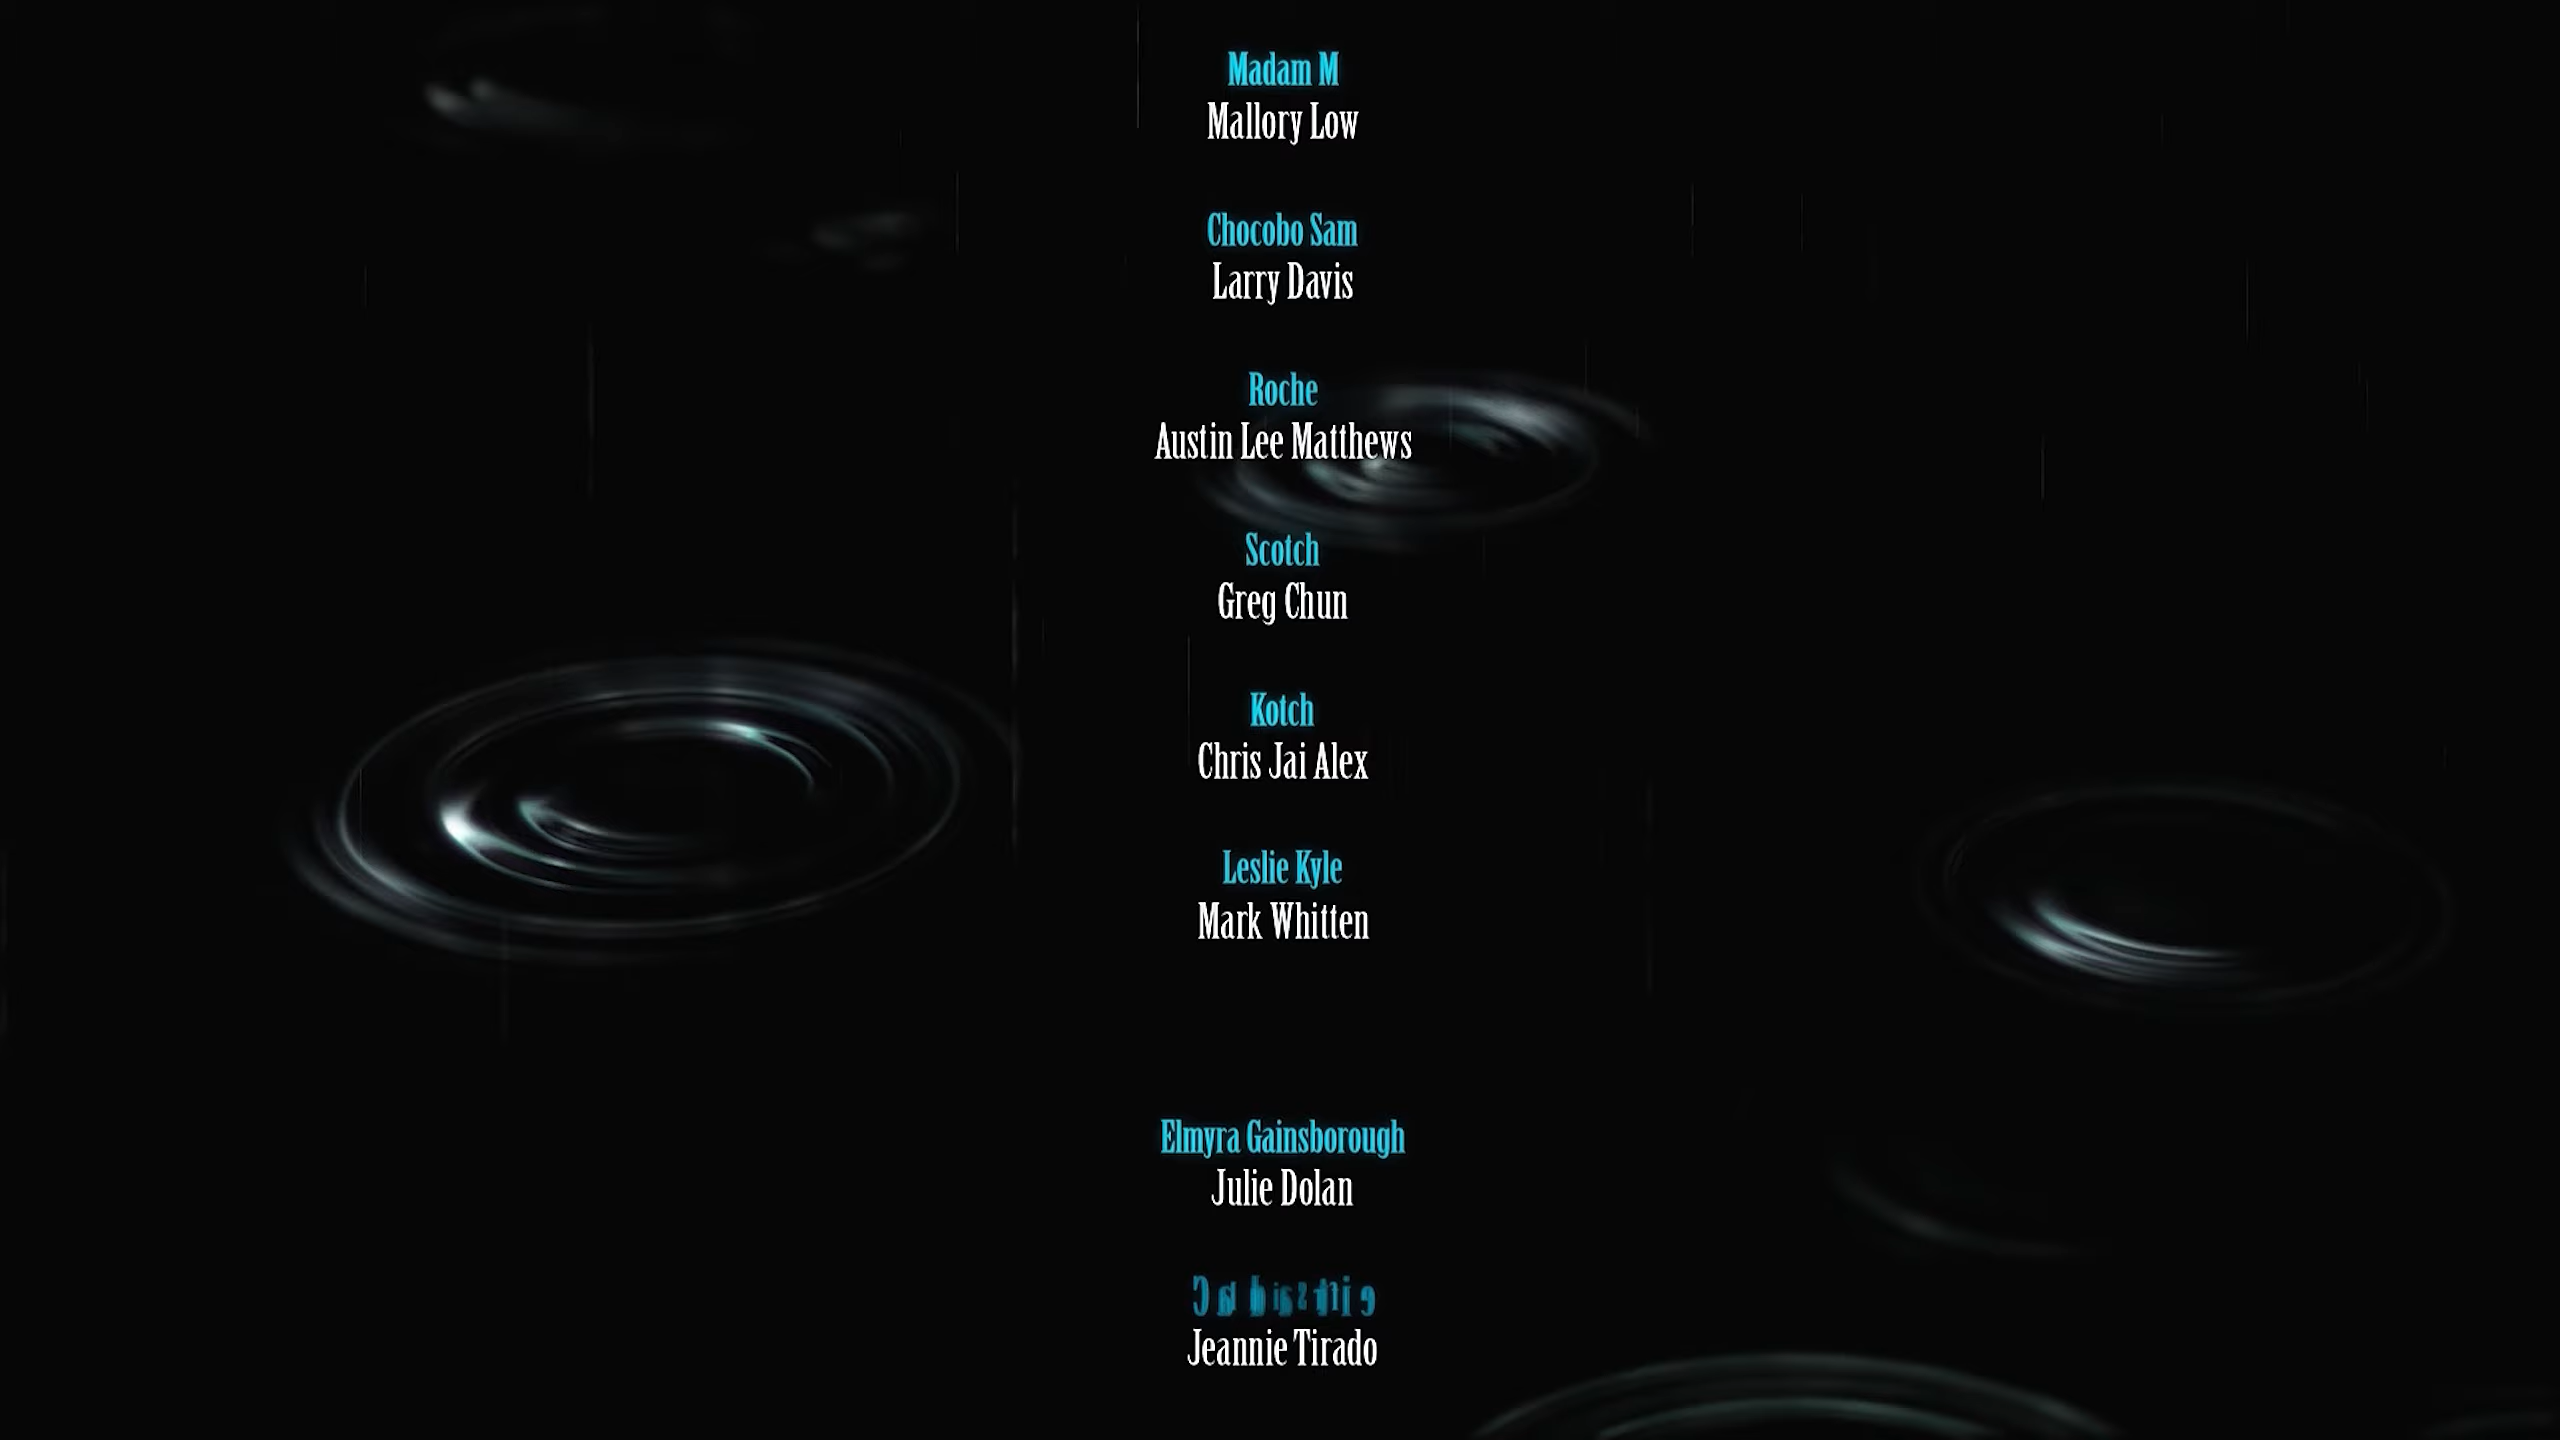 Madam M
Mallory Low
Chocobo Sam
Larry Davis
Roche
Austin Lee Matthews
Scotch
Greg Chun
Kotch
Chris Jai Alex
Leslie Kyle
Mark Whitten
Elmyra Gainsborough
Julie Dolan
Jeannie Tirado